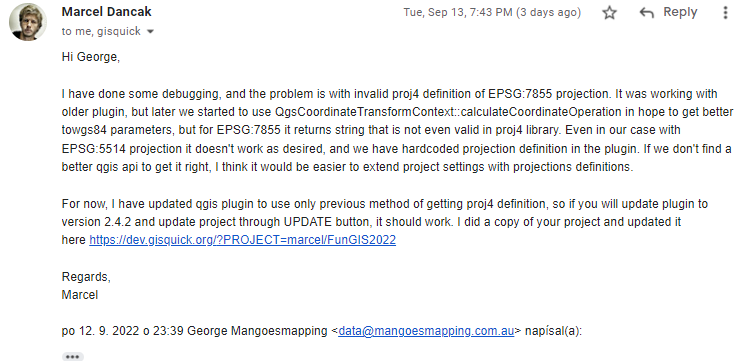 Marcel Dancak
Tue, Sep 13, 7:43 PM (3 days ago)
Reply
to me, gisquick
Hi George,
I have done some debugging, and the problem is with invalid proj4 definition of EPSG:7855 projection. It was working with
older plugin, but later we started to use QgsCoordinateTransformContext::calculateCoordinateOperation in hope to get better
towgs84 parameters, but for EPSG:7855 it returns string that is not even valid in proj4 library. Even in our case with
EPSG:5514 projection it doesn't work as desired, and we have hardcoded projection definition in the plugin. If we don't find a
better qgis api to get it right, I think it would be easier to extend project settings with projections definitions.
For now, I have updated qgis plugin to use only previous method of getting proj4 definition, so if you will update plugin to
version 2.4.2 and update project through UPDATE button, it should work. I did a copy of your project and updated it
here https://dev.gisquick.org/?PROJECT=marcel/FunGIS2022
Regards,
Marcel
po 12. 9. 2022 o 23:39 George Mangoesmapping <data@mangoesmapping.com.au> napísal(a):